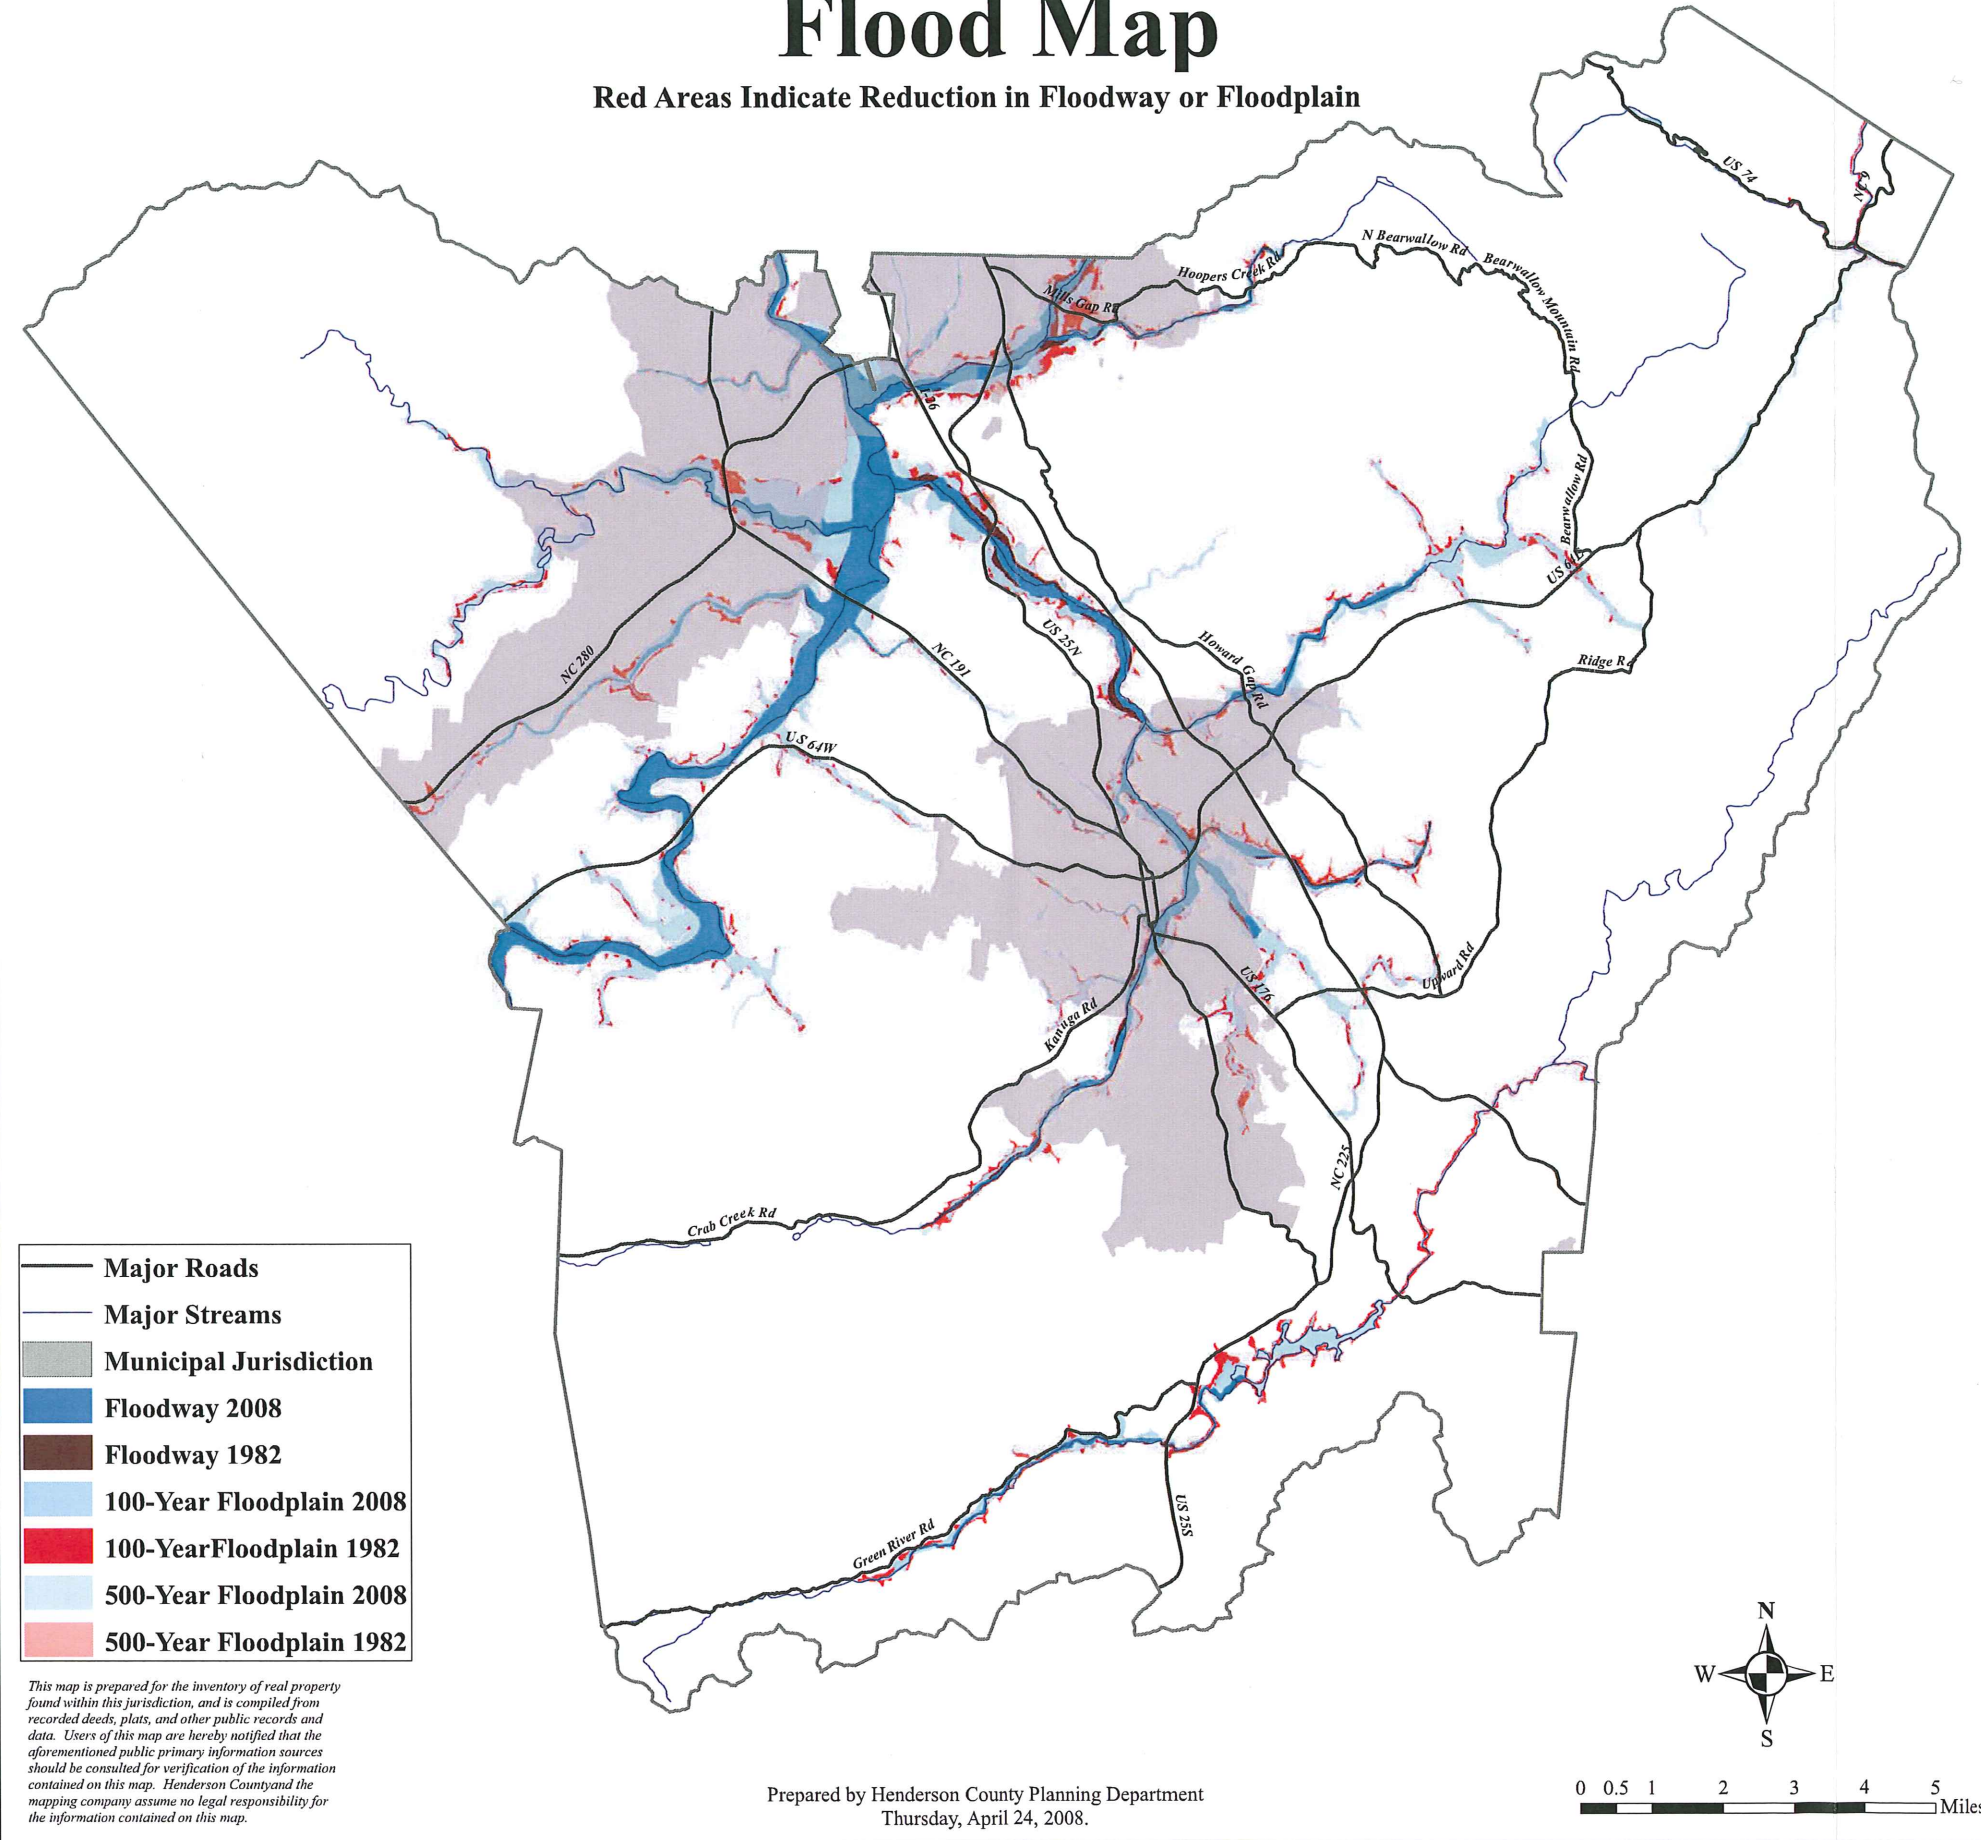 Flood Map
Red Areas Indicate Reduction in Floodway or Floodplain
US 74
NC 9
N Bearwallow Rd
Bearwallow Mountain Rd
Hoopers Creek Rd
Mills Gap Rd
I-26
Bearwallow Rd
US 64E
US 25N
Howard Gap Rd
NC 280
NC 191
Ridge Rd
US 64W
Upward Rd
US 176
Kanuga Rd
NC 225
Crab Creek Rd
US 25S
Green River Rd
Major Roads
Major Streams
Municipal Jurisdiction
Floodway 2008
Floodway 1982
100-Year Floodplain 2008
100-YearFloodplain 1982
500-Year Floodplain 2008
500-Year Floodplain 1982
This map is prepared for the inventory of real property
found within this jurisdiction, and is compiled from
recorded deeds, plats, and other public records and
data. Users of this map are hereby notified that the
aforementioned public primary information sources
should be consulted for verification of the information
contained on this map. Henderson Countyand the
mapping company assume no legal responsibility for
the information contained on this map.
Prepared by Henderson County Planning Department
Thursday, April 24, 2008.
N
W E
S
0 0.5 1 2 3 4 5
Miles